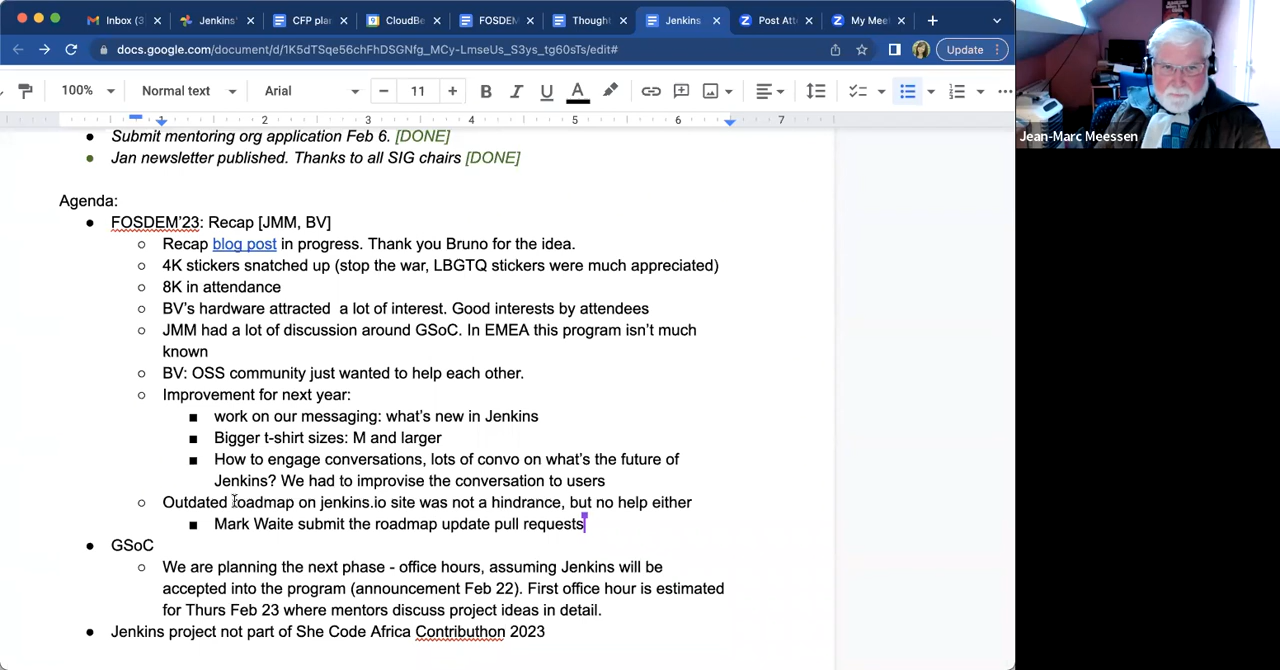 Inbox (3
Jenkins'
CFP plan
CloudBe
FOSDEM
Though
Jenkins
Post Att
My Mee
docs.google.com/document/d/1K5dTSqe56chFhDSGNfg_MCy-LmseUs_S3ys_tg60sTs/edit#
Update
100%
Normal text
Arial
11
B I U A
1 2 3 4 5 6 7
Submit mentoring org application Feb 6. [DONE]
Jan newsletter published. Thanks to all SIG chairs [DONE]
Agenda:
FOSDEM'23: Recap [JMM, BV]
Recap blog post in progress. Thank you Bruno for the idea.
4K stickers snatched up (stop the war, LBGTQ stickers were much appreciated)
8K in attendance
BV's hardware attracted a lot of interest. Good interests by attendees
JMM had a lot of discussion around GSoC. In EMEA this program isn't much
known
BV: OSS community just wanted to help each other.
Improvement for next year:
work on our messaging: what's new in Jenkins
Bigger t-shirt sizes: M and larger
How to engage conversations, lots of convo on what's the future of
Jenkins? We had to improvise the conversation to users
Outdated roadmap on jenkins.io site was not a hindrance, but no help either
Mark Waite submit the roadmap update pull requests
GSoC
We are planning the next phase - office hours, assuming Jenkins will be
accepted into the program (announcement Feb 22). First office hour is estimated
for Thurs Feb 23 where mentors discuss project ideas in detail.
Jenkins project not part of She Code Africa Contributhon 2023
Jean-Marc Meessen